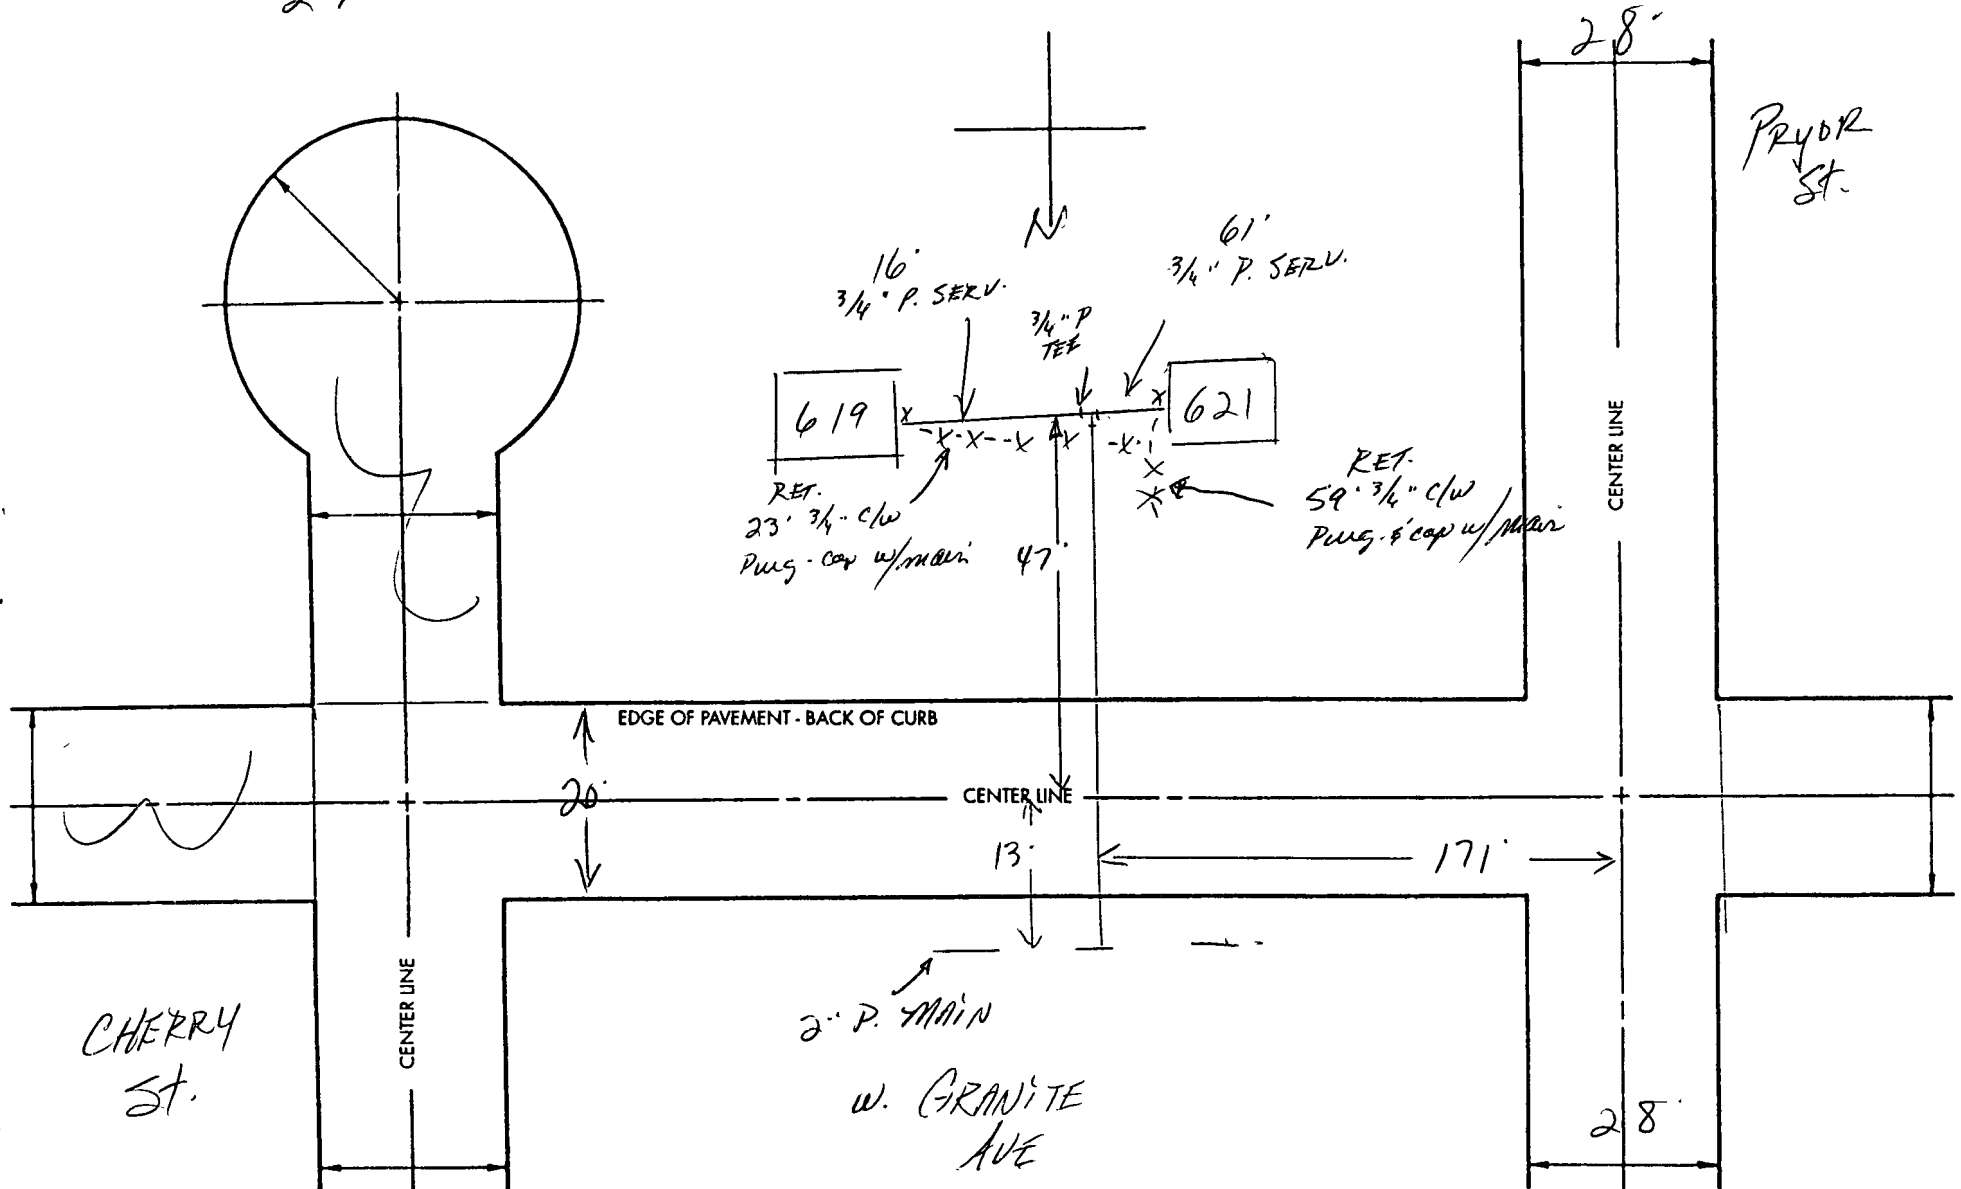 28'
PRYOR
St.
N
16'
3/4" P. SERV.
61'
3/4" P. SERV.
3/4" P
TEE
619
621
RET.
23' 3/4" C/W
Purg-cap w/main
47'
RET.
59' 3/4" C/W
Purg. & cap w/main
CENTER LINE
EDGE OF PAVEMENT - BACK OF CURB
20'
CENTER LINE
13'
171'
CENTER LINE
2" P. MAIN
CHERRY
St.
W. GRANITE
AVE
28'